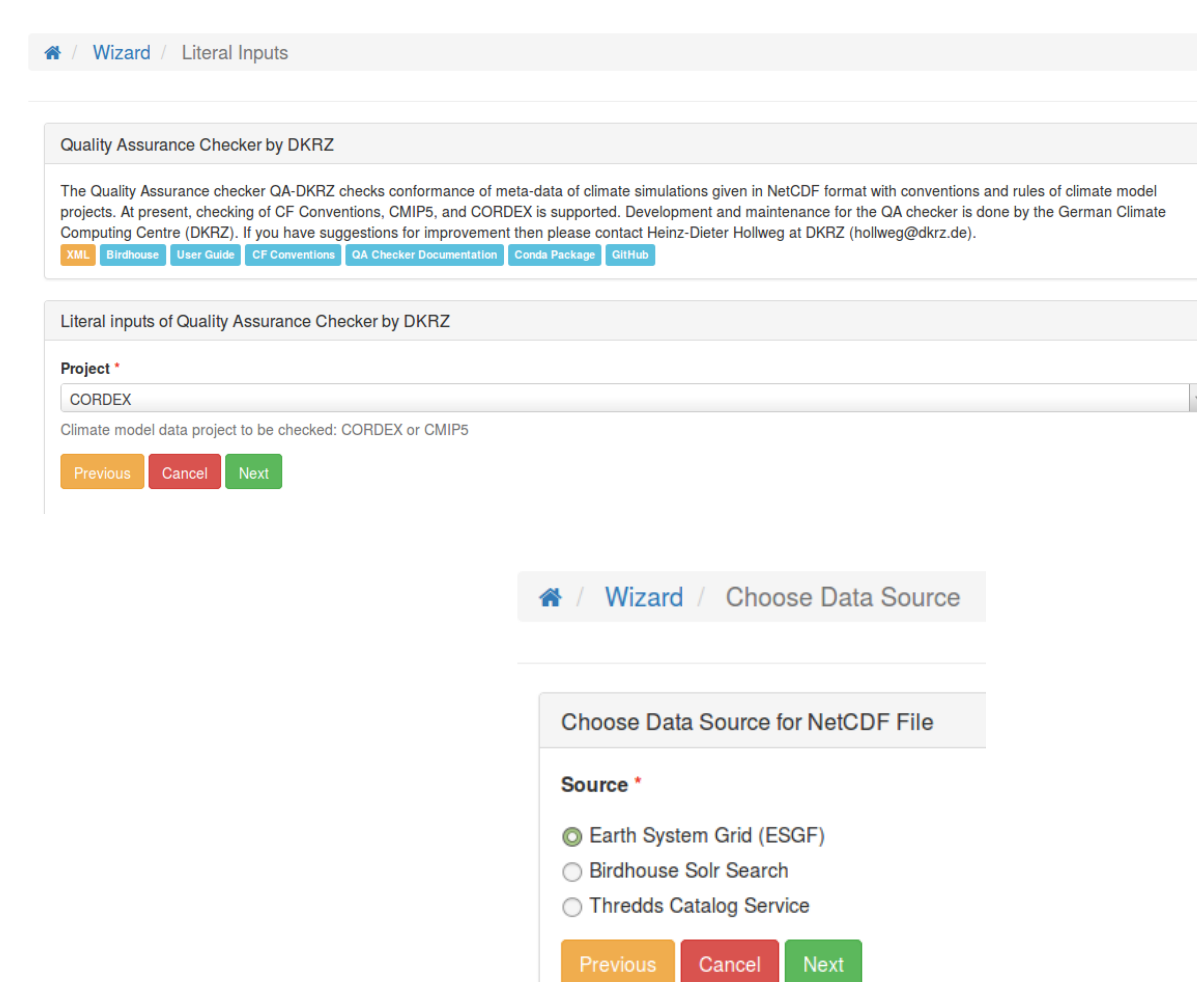 / Wizard / Literal Inputs
Quality Assurance Checker by DKRZ
The Quality Assurance checker QA-DKRZ checks conformance of meta-data of climate simulations given in NetCDF format with conventions and rules of climate model
projects. At present, checking of CF Conventions, CMIP5, and CORDEX is supported. Development and maintenance for the QA checker is done by the German Climate
Computing Centre (DKRZ). If you have suggestions for improvement then please contact Heinz-Dieter Hollweg at DKRZ (hollweg@dkrz.de).
XML Birdhouse User Guide CF Conventions QA Checker Documentation Conda Package GitHub
Literal inputs of Quality Assurance Checker by DKRZ
Project *
CORDEX
Climate model data project to be checked: CORDEX or CMIP5
Previous Cancel Next
/ Wizard / Choose Data Source
Choose Data Source for NetCDF File
Source *
Earth System Grid (ESGF)
Birdhouse Solr Search
Thredds Catalog Service
Previous Cancel Next